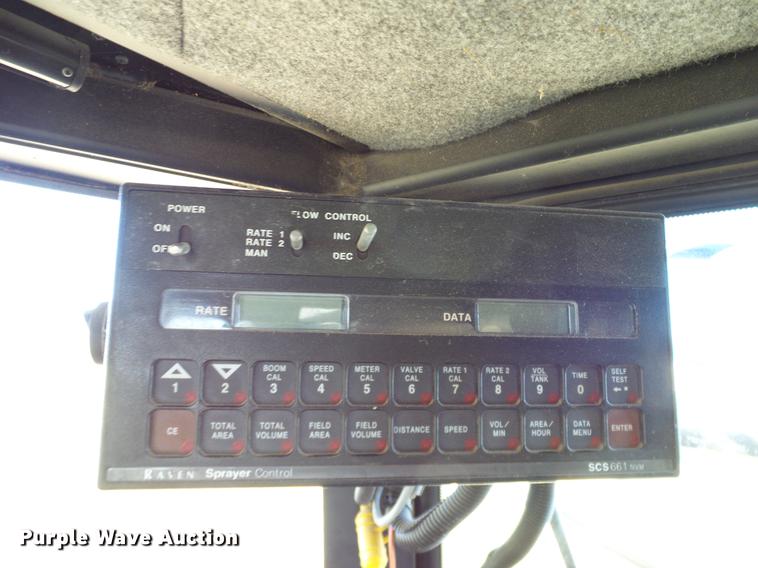 POWER
FLOW CONTROL
ON
OFF
RATE 1
RATE 2
MAN
INC
DEC
RATE
DATA
1
2
BOOM CAL 3
SPEED CAL 4
METER CAL 5
VALVE CAL 6
RATE 1 CAL 7
RATE 2 CAL 8
VOL TANK 9
TIME 0
SELF TEST
CE
TOTAL AREA
TOTAL VOLUME
FIELD AREA
FIELD VOLUME
DISTANCE
SPEED
VOL/MIN
AREA/HOUR
DATA MENU
ENTER
RAVEN Sprayer Control
SCS 661 NVM
Purple Wave Auction